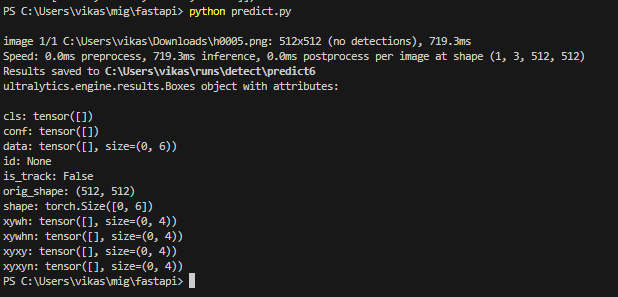 PS C:\Users\vikas\mig\fastapi> python predict.py
image 1/1 C:\Users\vikas\Downloads\h0005.png: 512x512 (no detections), 719.3ms
Speed: 0.0ms preprocess, 719.3ms inference, 0.0ms postprocess per image at shape (1, 3, 512, 512)
Results saved to C:\Users\vikas\runs\detect\predict6
ultralytics.engine.results.Boxes object with attributes:
cls: tensor([])
conf: tensor([])
data: tensor([], size=(0, 6))
id: None
is_track: False
orig_shape: (512, 512)
shape: torch.Size([0, 6])
xywh: tensor([], size=(0, 4))
xywhn: tensor([], size=(0, 4))
xyxy: tensor([], size=(0, 4))
xyxyn: tensor([], size=(0, 4))
PS C:\Users\vikas\mig\fastapi>